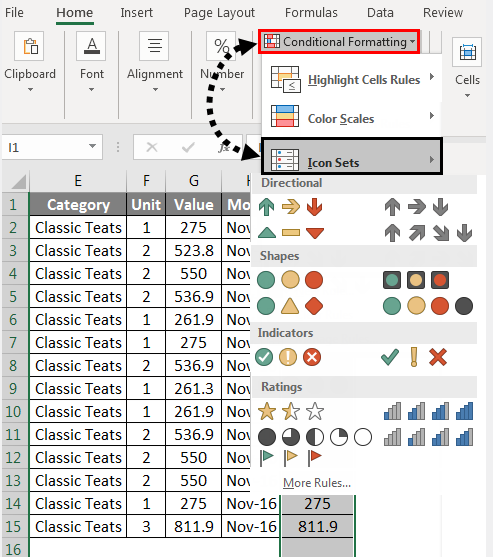 File Home Insert Page Layout Formulas Data Review
Clipboard Font Alignment Number Conditional Formatting Cells
Highlight Cells Rules
Color Scales
Icon Sets
I1 fx
E F G
Directional
Shapes
Indicators
Ratings
More Rules...
1 Category Unit Value Mo
2 Classic Teats 1 275 Nov-
3 Classic Teats 2 523.8 Nov-
4 Classic Teats 2 550 Nov-
5 Classic Teats 2 536.9 Nov-
6 Classic Teats 1 261.9 Nov-
7 Classic Teats 1 275 Nov-
8 Classic Teats 2 536.9 Nov-
9 Classic Teats 1 261.3 Nov-
10 Classic Teats 1 261.9 Nov-
11 Classic Teats 2 536.9 Nov-
12 Classic Teats 2 550 Nov-
13 Classic Teats 2 550 Nov-
14 Classic Teats 1 275 Nov-16 275
15 Classic Teats 3 811.9 Nov-16 811.9